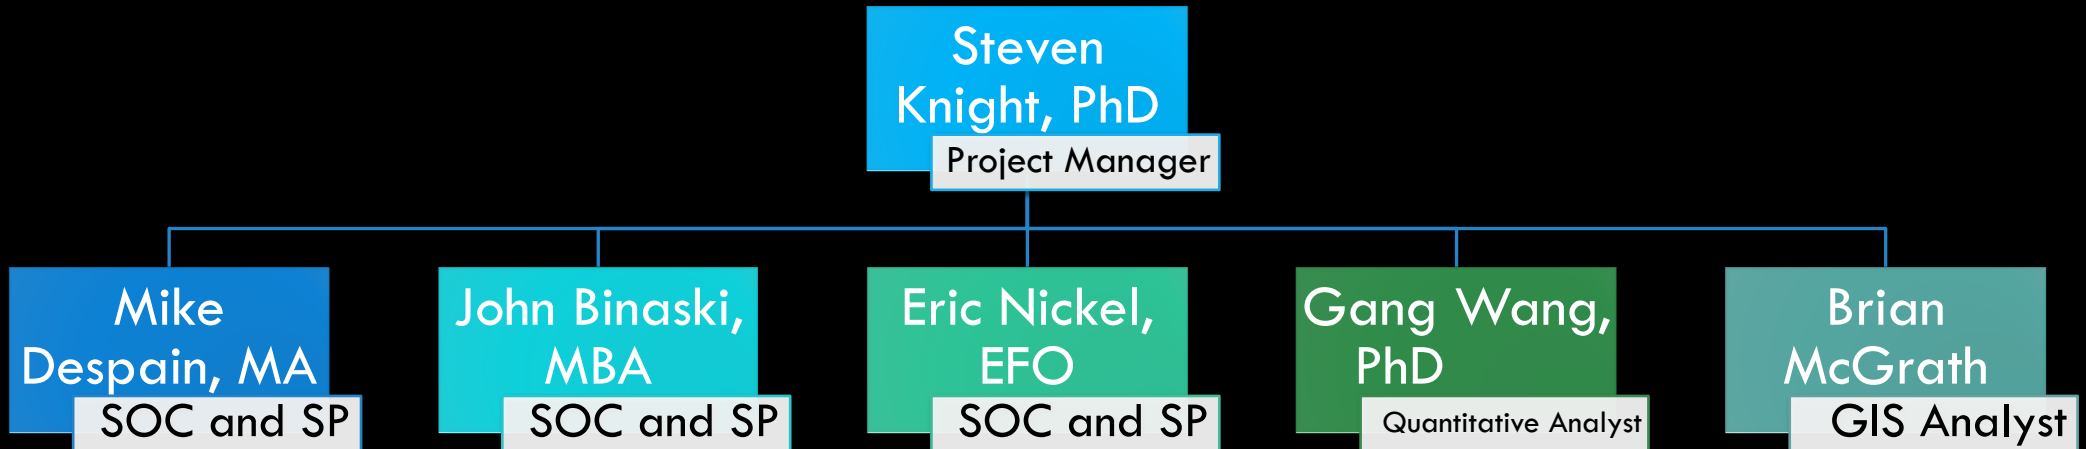 Steven
Knight, PhD
Project Manager
Mike
Despain, MA
SOC and SP
John Binaski,
MBA
SOC and SP
Eric Nickel,
EFO
SOC and SP
Gang Wang,
PhD
Quantitative Analyst
Brian
McGrath
GIS Analyst